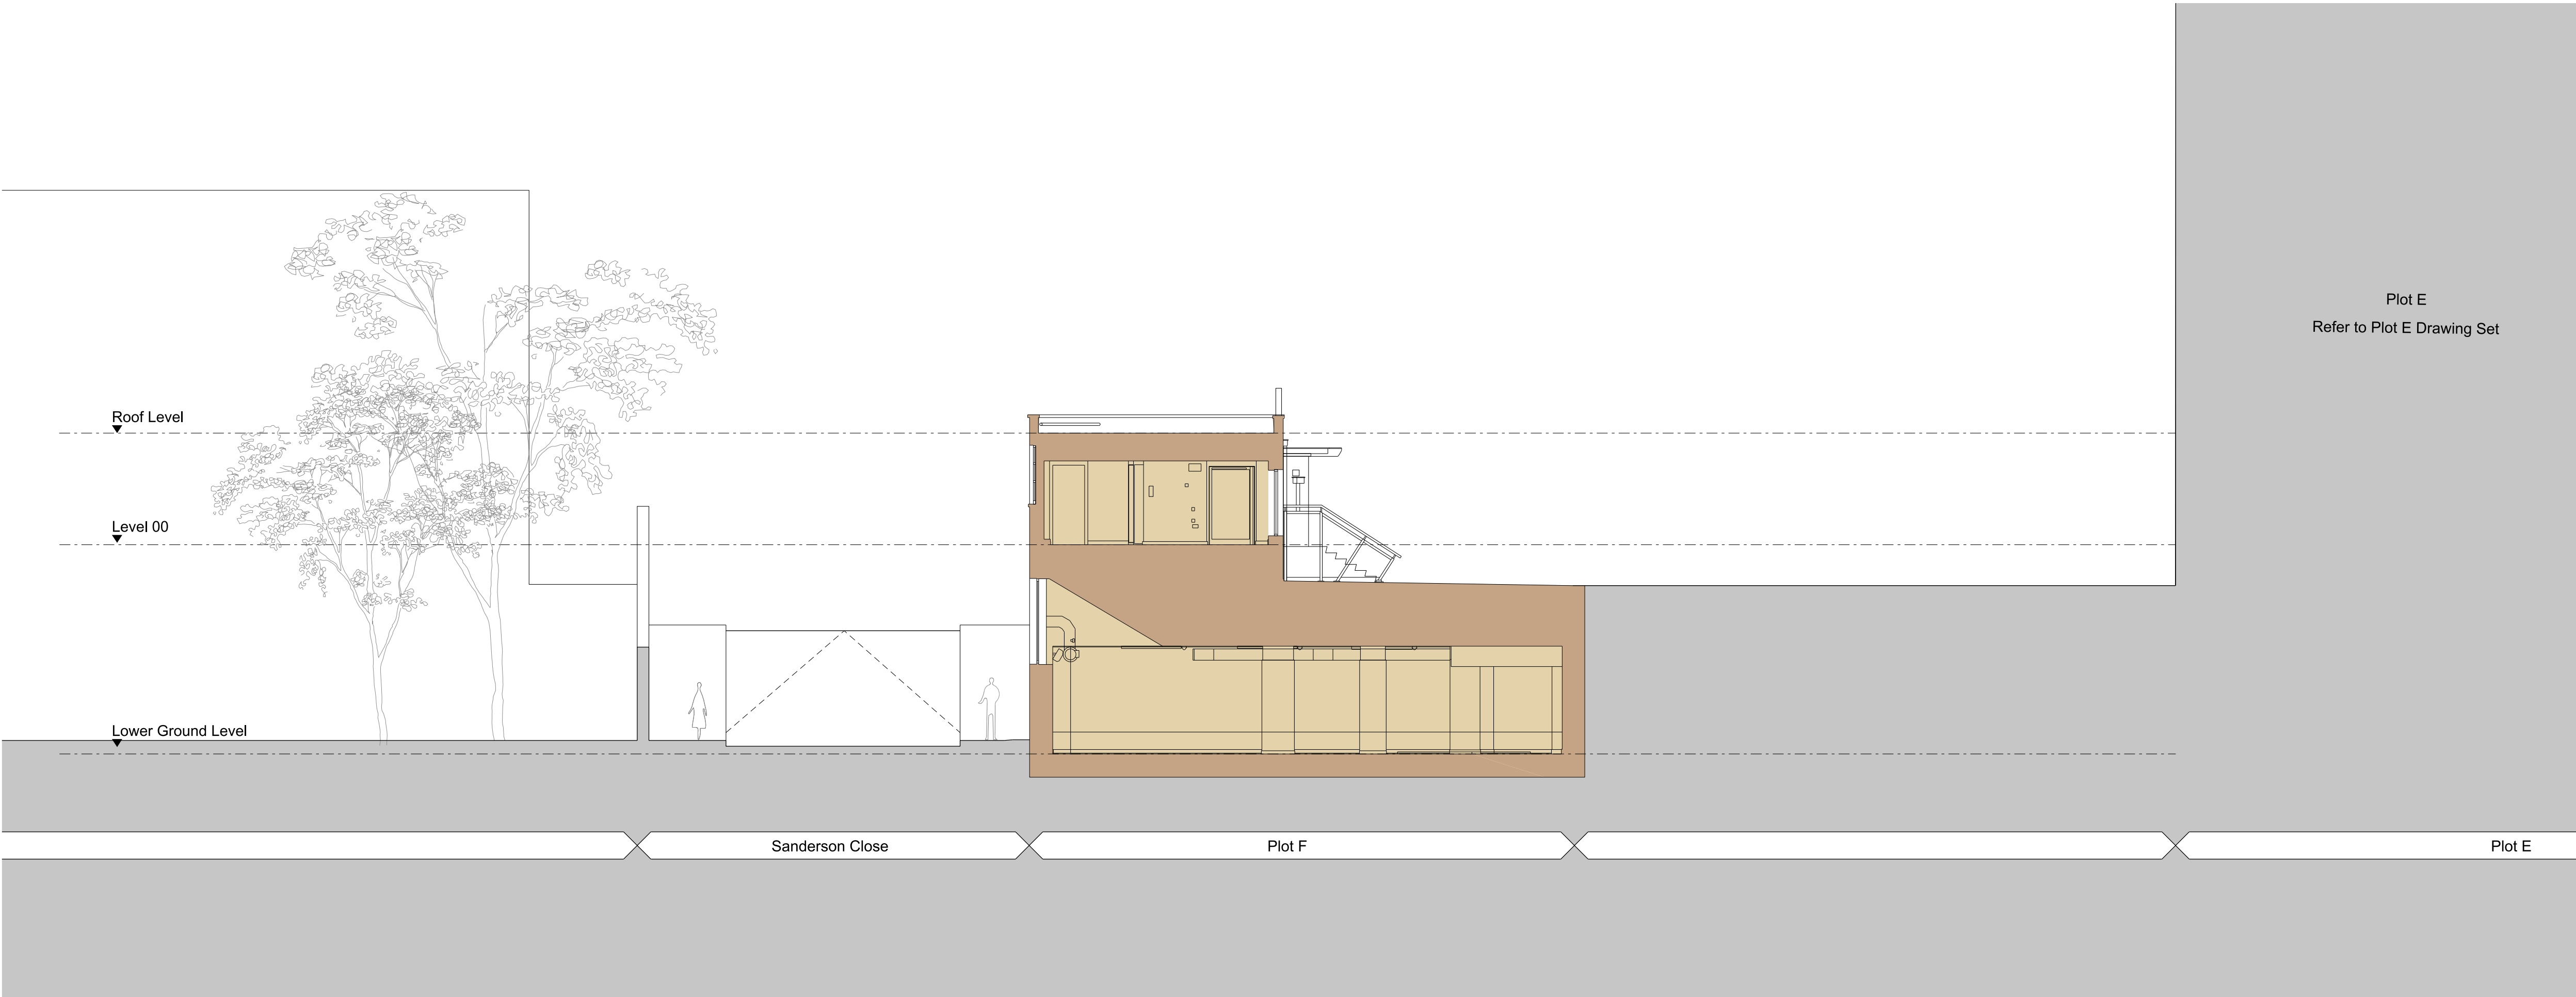 Plot E
Refer to Plot E Drawing Set
Roof Level
Level 00
Lower Ground Level
Sanderson Close
Plot F
Plot E